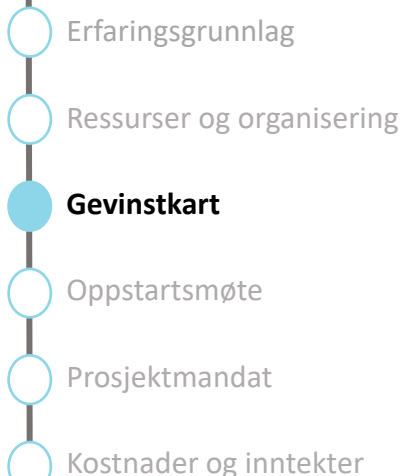 Erfaringsgrunnlag
Ressurser og organisering
Gevinstkart
Oppstartsmøte
Prosjektmandat
Kostnader og inntekter